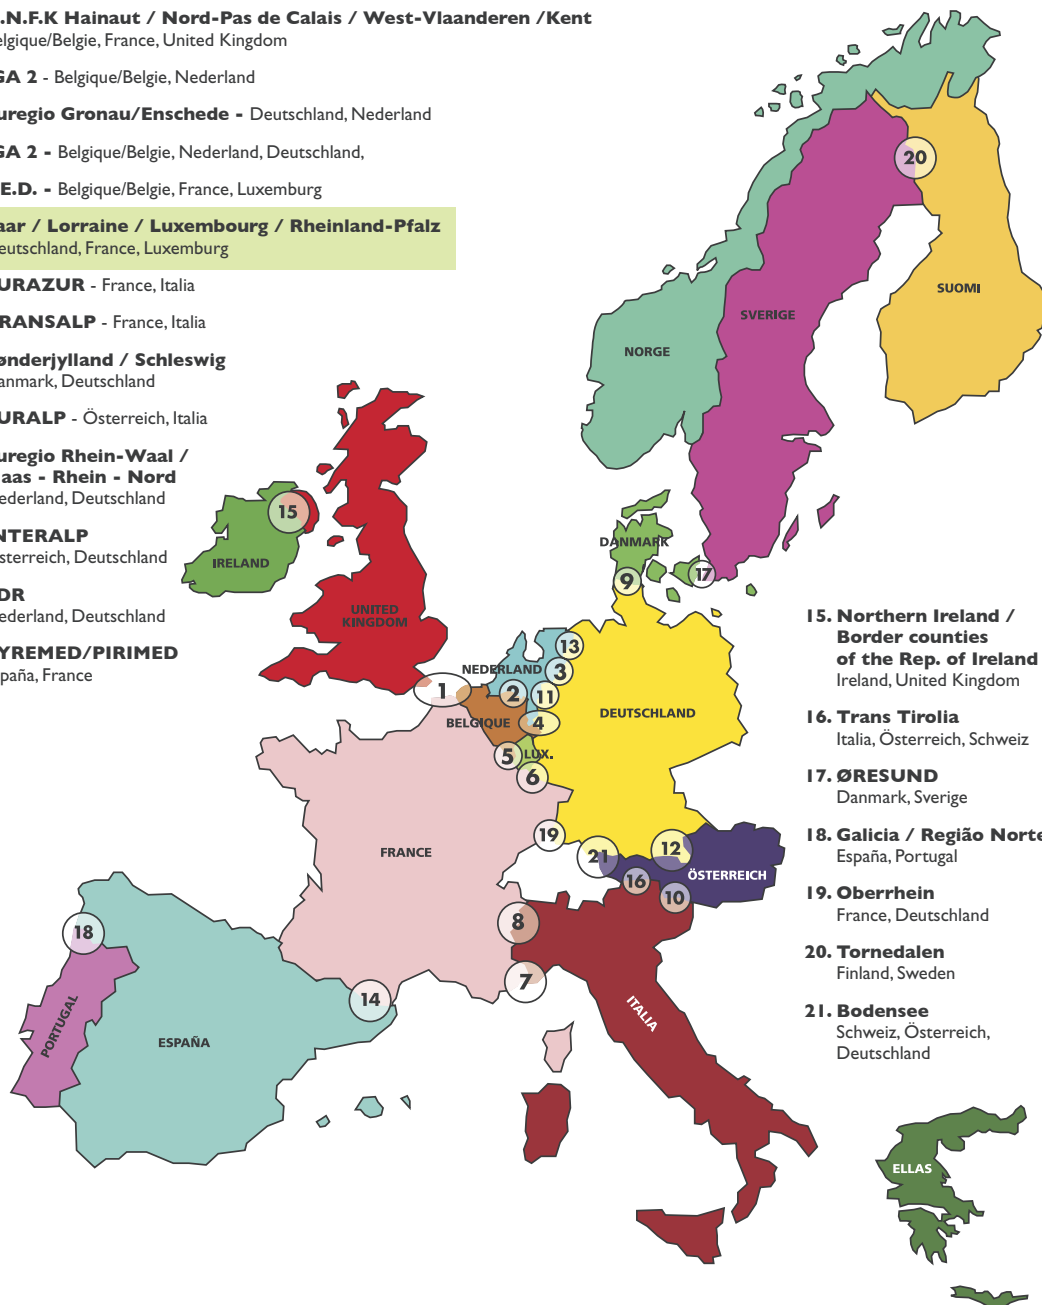 .N.F.K Hainaut / Nord-Pas de Calais / West-Vlaanderen /Kent
elgique/Belgie, France, United Kingdom
GA 2 - Belgique/Belgie, Nederland
uregio Gronau/Enschede - Deutschland, Nederland
GA 2 - Belgique/Belgie, Nederland, Deutschland,
.E.D. - Belgique/Belgie, France, Luxemburg
aar / Lorraine / Luxembourg / Rheinland-Pfalz
eutschland, France, Luxemburg
URAZUR - France, Italia
RANSALP - France, Italia
ønderjylland / Schleswig
anmark, Deutschland
URALP - Österreich, Italia
uregio Rhein-Waal /
aas - Rhein - Nord
ederland, Deutschland
NTERALP
sterreich, Deutschland
DR
ederland, Deutschland
YREMED/PIRIMED
paña, France
15. Northern Ireland /
Border counties
of the Rep. of Ireland
Ireland, United Kingdom
16. Trans Tirolia
Italia, Österreich, Schweiz
17. ØRESUND
Danmark, Sverige
18. Galicia / Região Norte
España, Portugal
19. Oberrhein
France, Deutschland
20. Tornedalen
Finland, Sweden
21. Bodensee
Schweiz, Österreich,
Deutschland
20
SUOMI
SVERIGE
NORGE
15
IRELAND
DANMARK
9
17
UNITED
KINGDOM
13
NEDERLAND
3
1
2
11
BELGIQUE
4
DEUTSCHLAND
5
LUX.
6
19
21
12
FRANCE
16
ÖSTERREICH
10
8
18
7
14
ITALIA
PORTUGAL
ESPAÑA
ELLAS